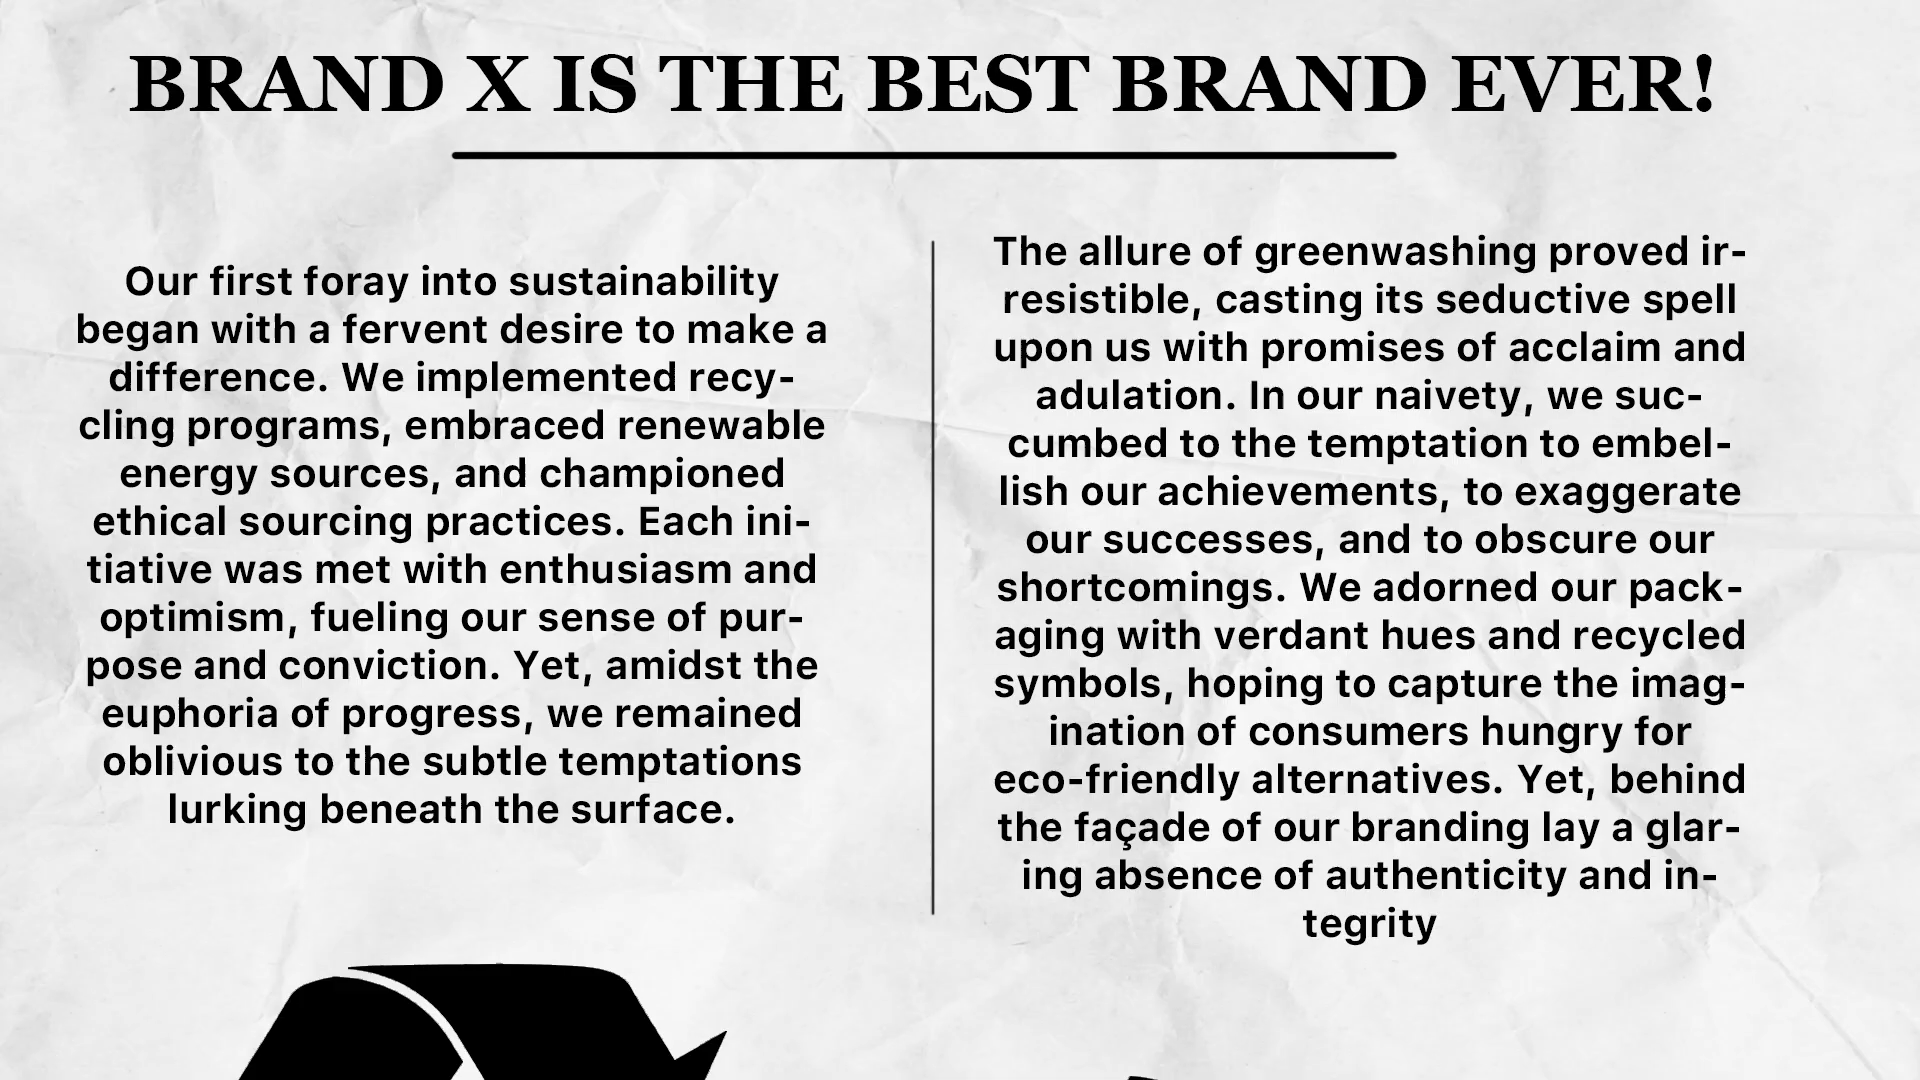 BRAND X IS THE BEST BRAND EVER!
Our first foray into sustainability
began with a fervent desire to make a
difference. We implemented recy-
cling programs, embraced renewable
energy sources, and championed
ethical sourcing practices. Each ini-
tiative was met with enthusiasm and
optimism, fueling our sense of pur-
pose and conviction. Yet, amidst the
euphoria of progress, we remained
oblivious to the subtle temptations
lurking beneath the surface.
The allure of greenwashing proved ir-
resistible, casting its seductive spell
upon us with promises of acclaim and
adulation. In our naivety, we suc-
cumbed to the temptation to embel-
lish our achievements, to exaggerate
our successes, and to obscure our
shortcomings. We adorned our pack-
aging with verdant hues and recycled
symbols, hoping to capture the imag-
ination of consumers hungry for
eco-friendly alternatives. Yet, behind
the façade of our branding lay a glar-
ing absence of authenticity and in-
tegrity